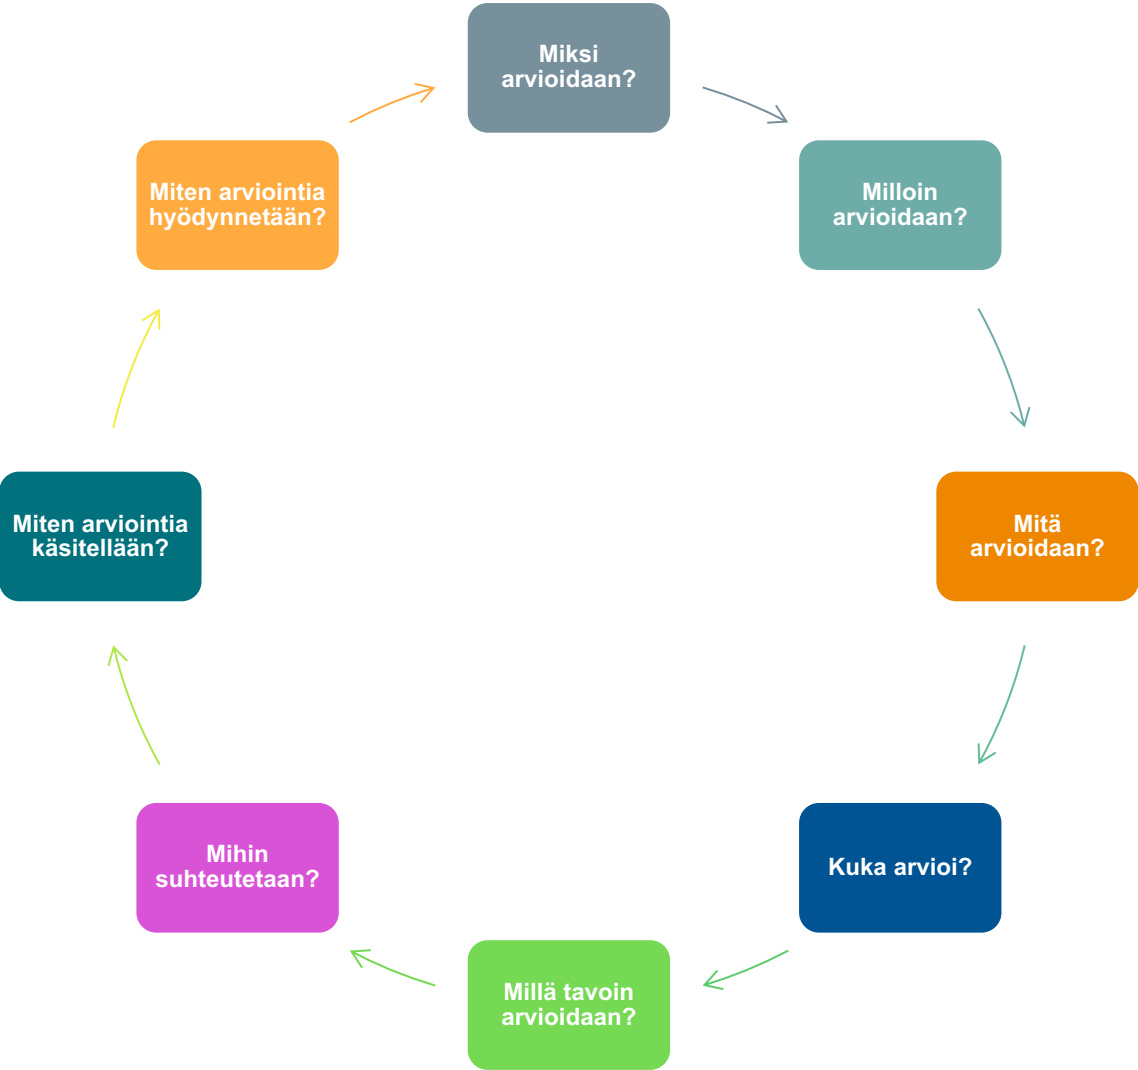 Miksi
arvioidaan?
Milloin
arvioidaan?
Mitä
arvioidaan?
Kuka arvioi?
Millä tavoin
arvioidaan?
Mihin
suhteutetaan?
Miten arviointia
käsitellään?
Miten arviointia
hyödynnetään?